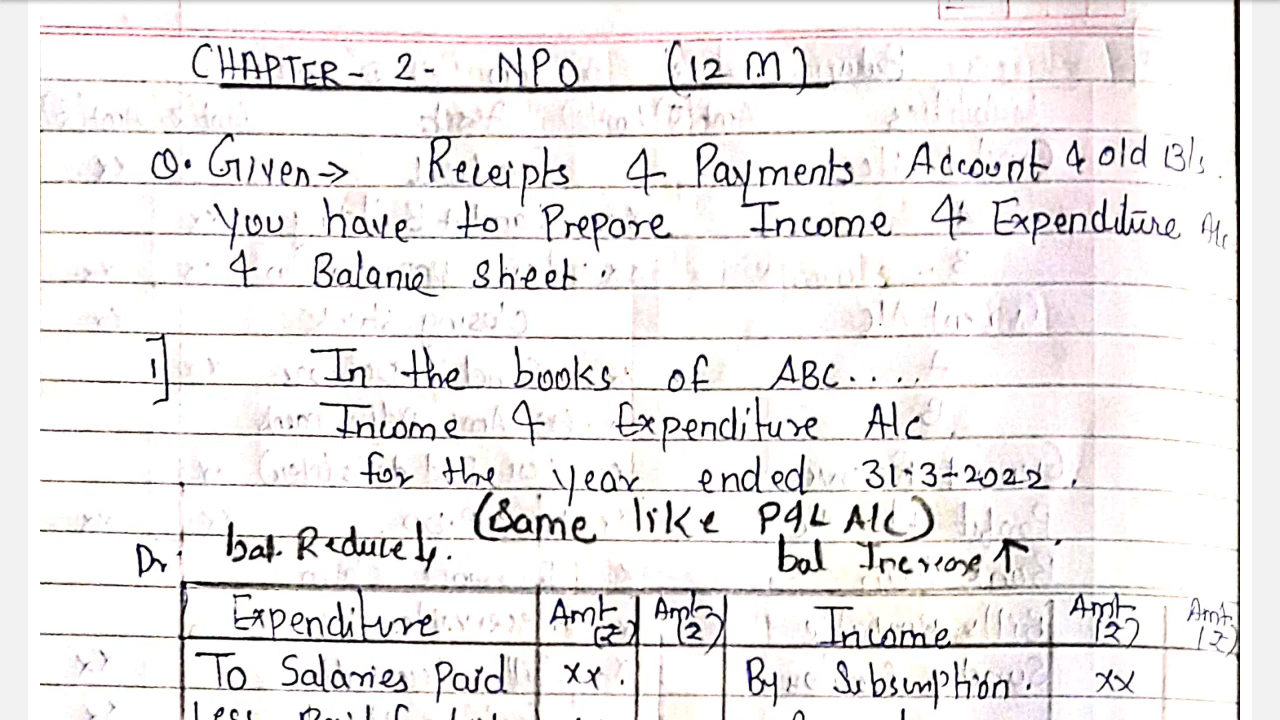 CHAPTER - 2 - NPO (12 M)
Q. Given → Receipts & Payments Account & old B/s.
You have to Prepare Income & Expenditure A/c
& Balance sheet.
1] In the books of ABC.....
Income & Expenditure A/c
for the year ended 31-3-2022.
(Same like P&L A/c)
Dr. bal. Reduce ↓. bal Increase ↑
Expenditure Amt (₹) Amt (₹) Income Amt (₹) Amt (₹)
To Salaries paid xx. By Subscription. xx